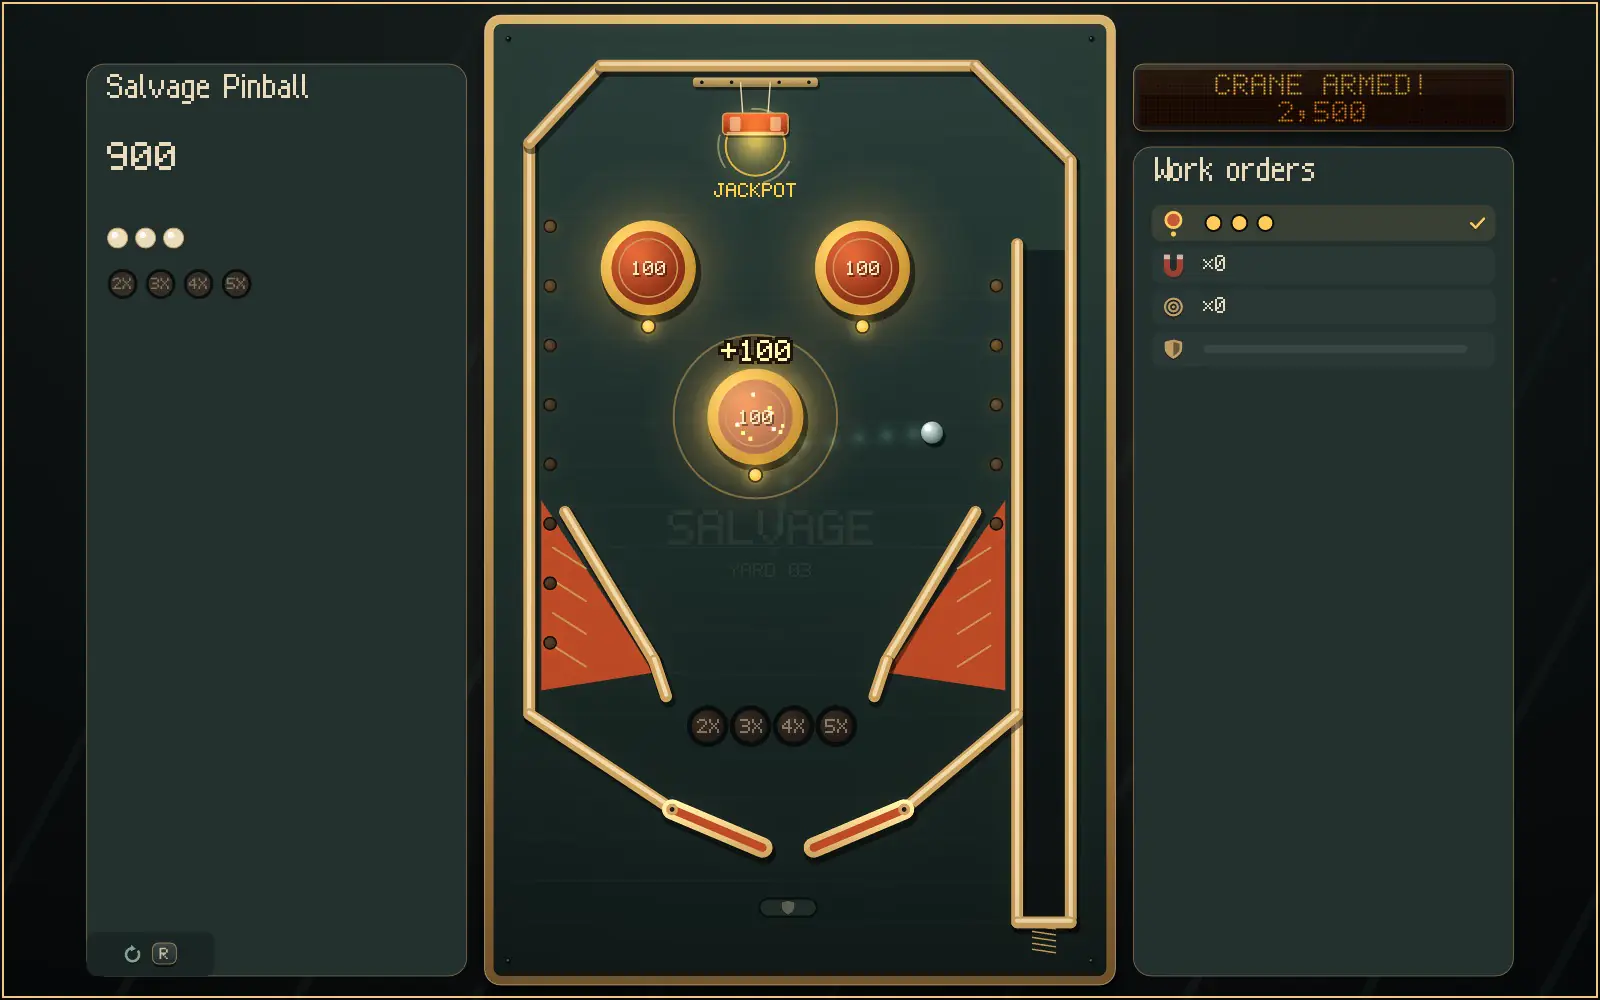 Salvage Pinball
900
2X 3X 4X 5X
R
JACKPOT
100 100
+100
100
SALVAGE
YARD 03
2X 3X 4X 5X
CRANE ARMED!
2,500
Work orders
×0
×0